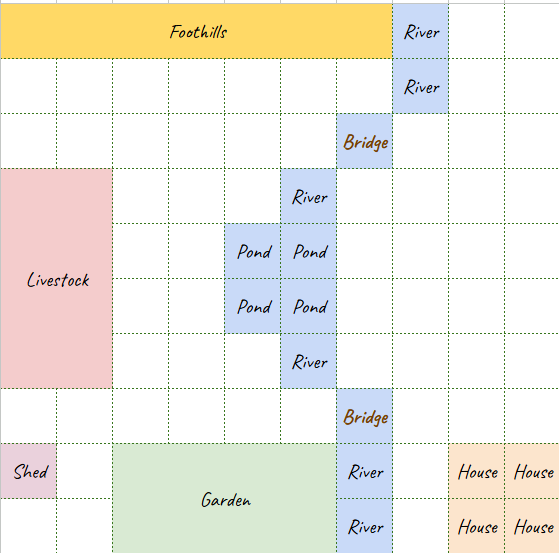 Foothills River
River
Bridge
River
Pond Pond
Livestock
Pond Pond
River
Bridge
Shed River House House
Garden
River House House